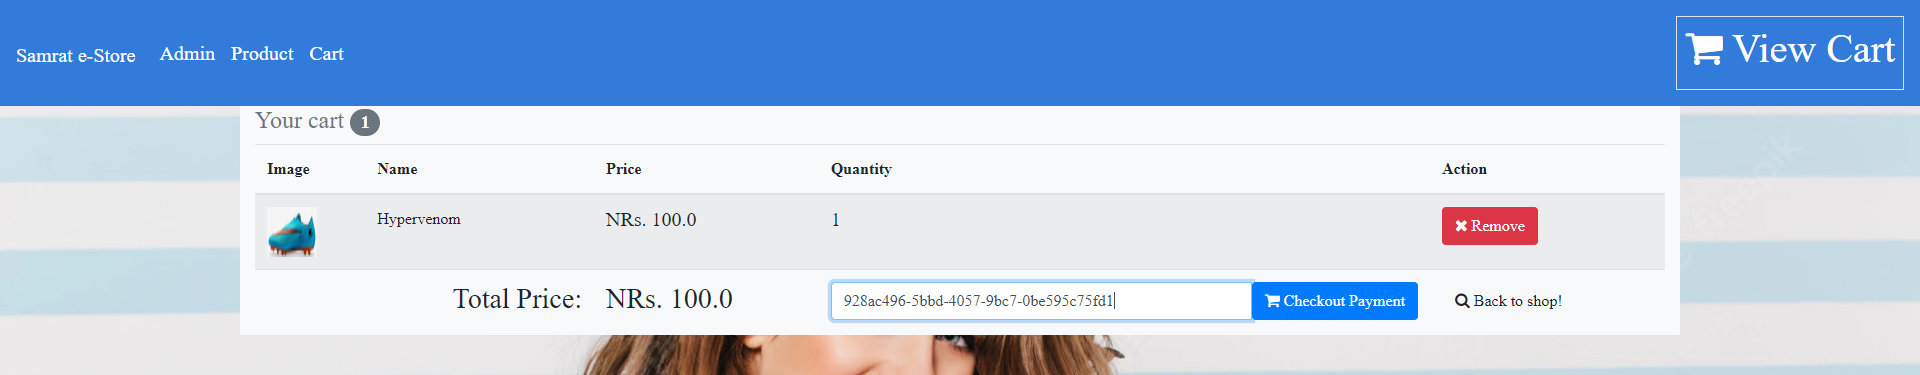 Samrat e-Store Admin Product Cart View Cart
Your cart 1
Image Name Price Quantity Action
Hypervenom NRs. 100.0 1 Remove
Total Price: NRs. 100.0 928ac496-5bbd-4057-9bc7-0be595c75fd1 Checkout Payment Back to shop!
freepik